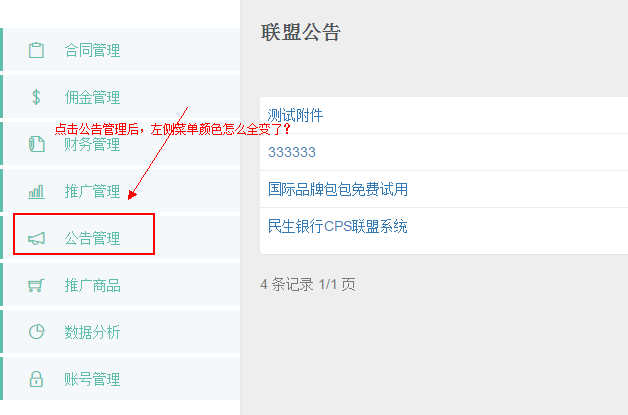 联盟公告
合同管理
佣金管理
测试附件
点击公告管理后，左侧菜单颜色怎么全变了？
财务管理
333333
推广管理
国际品牌包包免费试用
公告管理
民生银行CPS联盟系统
推广商品
4 条记录 1/1 页
数据分析
账号管理